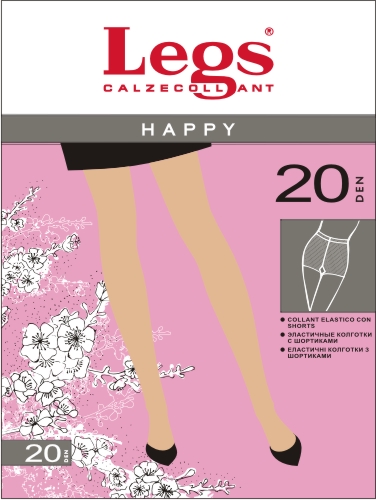 Legs®
CALZECOLLANT
HAPPY
20 DEN
COLLANT ELASTICO CON
SHORTS
ЭЛАСТИЧНЫЕ КОЛГОТКИ
С ШОРТИКАМИ
ЕЛАСТИЧНІ КОЛГОТКИ З
ШОРТИКАМИ
20 DEN